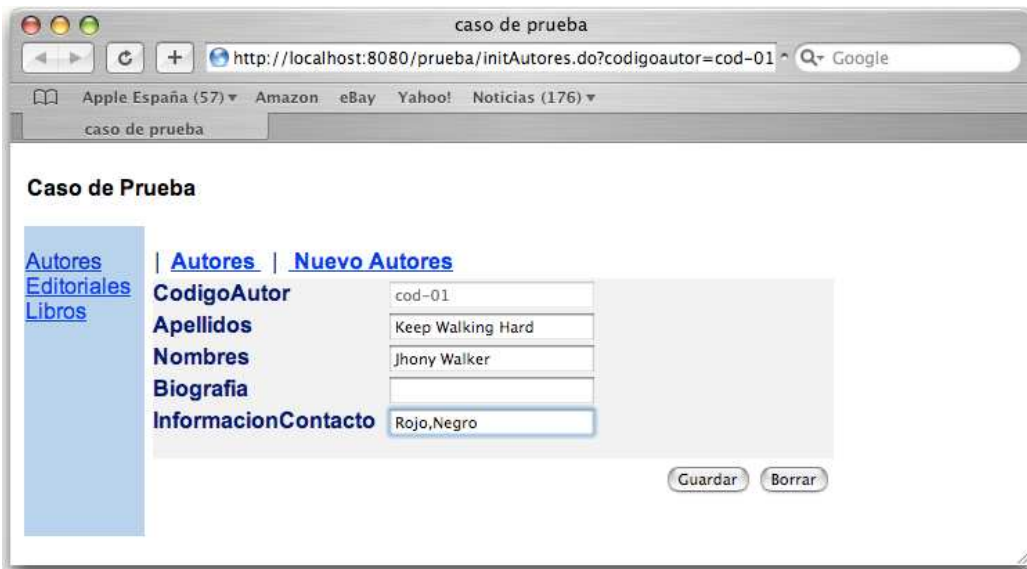 caso de prueba
http://localhost:8080/prueba/initAutores.do?codigoautor=cod-01
Google
Apple España (57) Amazon eBay Yahoo! Noticias (176)
caso de prueba
Caso de Prueba
Autores
Editoriales
Libros
| Autores | Nuevo Autores
CodigoAutor cod-01
Apellidos Keep Walking Hard
Nombres Jhony Walker
Biografia
InformacionContacto Rojo,Negro
Guardar Borrar